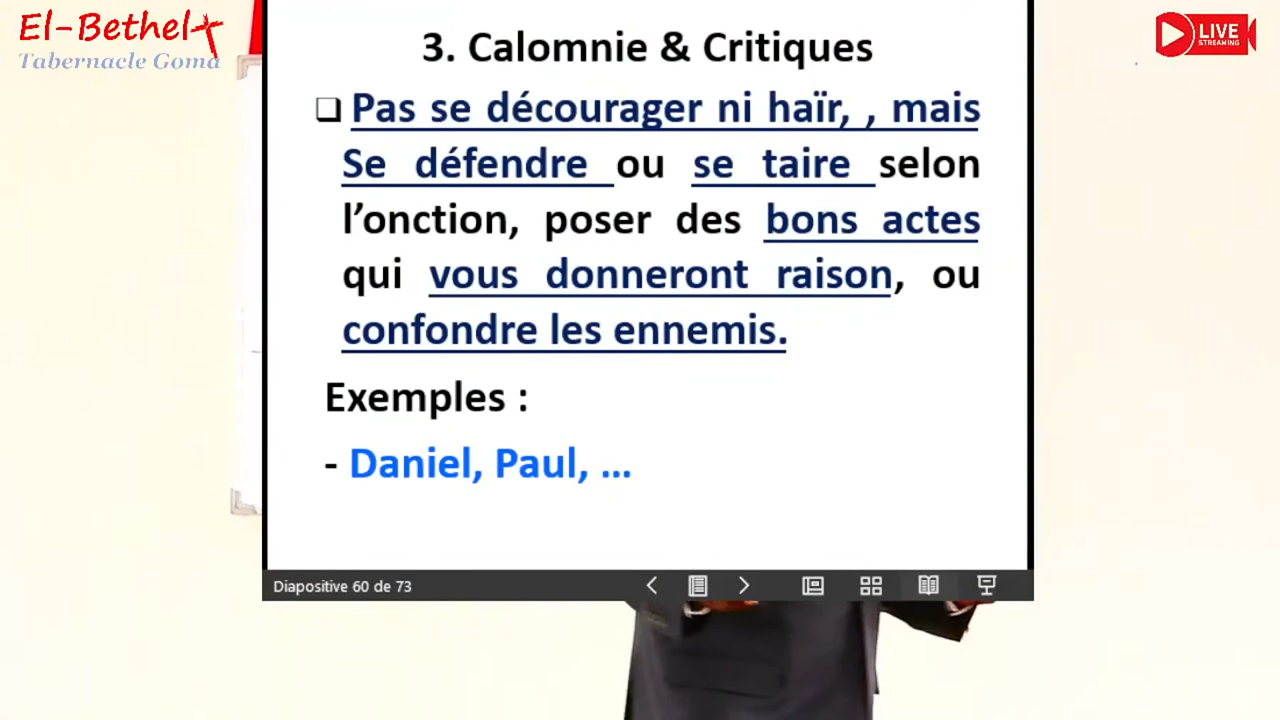 El-Bethel
Tabernacle Goma
LIVE
STREAMING
3. Calomnie & Critiques
❑ Pas se décourager ni haïr, , mais
Se défendre ou se taire selon
l’onction, poser des bons actes
qui vous donneront raison, ou
confondre les ennemis.
Exemples :
- Daniel, Paul, ...
Diapositive 60 de 73